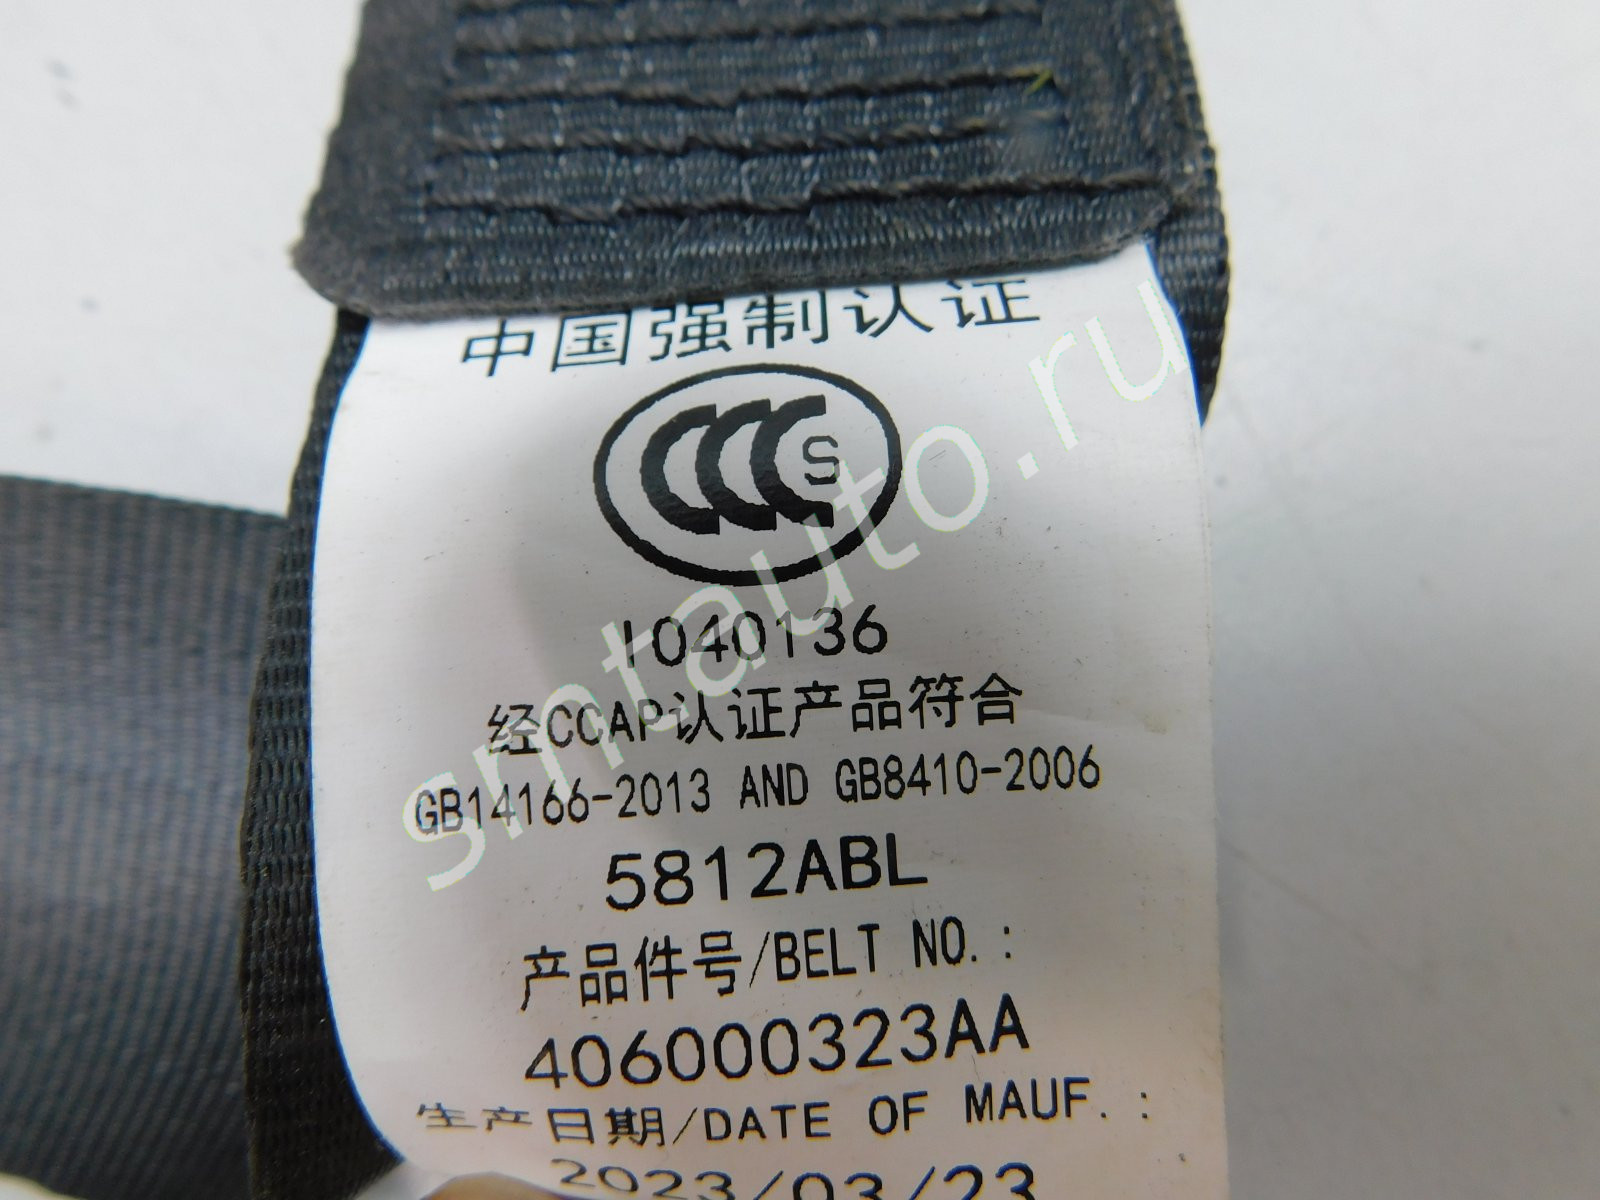 中国强制认证
CCC S
I040136
经CCAP认证产品符合
GB14166-2013 AND GB8410-2006
5812ABL
产品件号/BELT NO.:
406000323AA
生产日期/DATE OF MAUF.:
2023/03/23
smtauto.ru